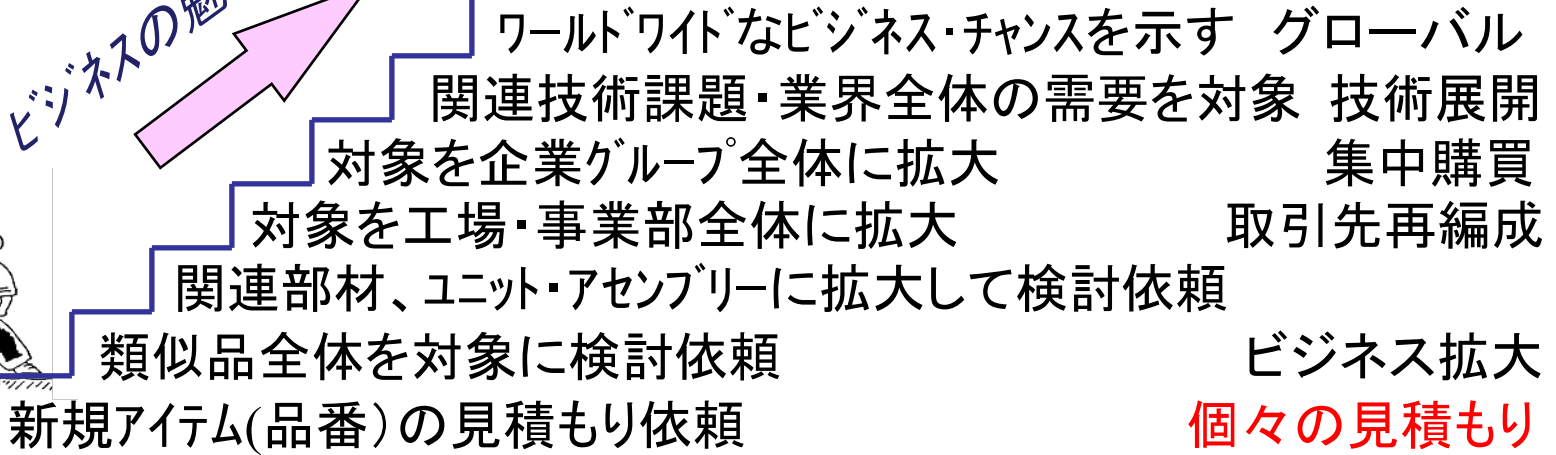 ビジネスの魅
ワールドワイドなビジネス・チャンスを示す グローバル
関連技術課題・業界全体の需要を対象 技術展開
対象を企業グループ全体に拡大 集中購買
対象を工場・事業部全体に拡大 取引先再編成
関連部材、ユニット・アセンブリーに拡大して検討依頼
類似品全体を対象に検討依頼 ビジネス拡大
新規アイテム(品番）の見積もり依頼 個々の見積もり